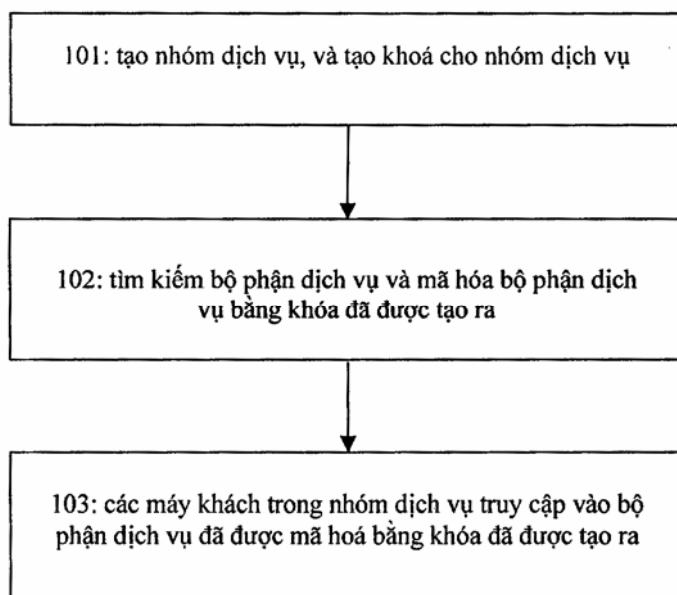 101: tạo nhóm dịch vụ, và tạo khoá cho nhóm dịch vụ
102: tìm kiếm bộ phận dịch vụ và mã hóa bộ phận dịch
vụ bằng khóa đã được tạo ra
103: các máy khách trong nhóm dịch vụ truy cập vào bộ
phận dịch vụ đã được mã hoá bằng khóa đã được tạo ra